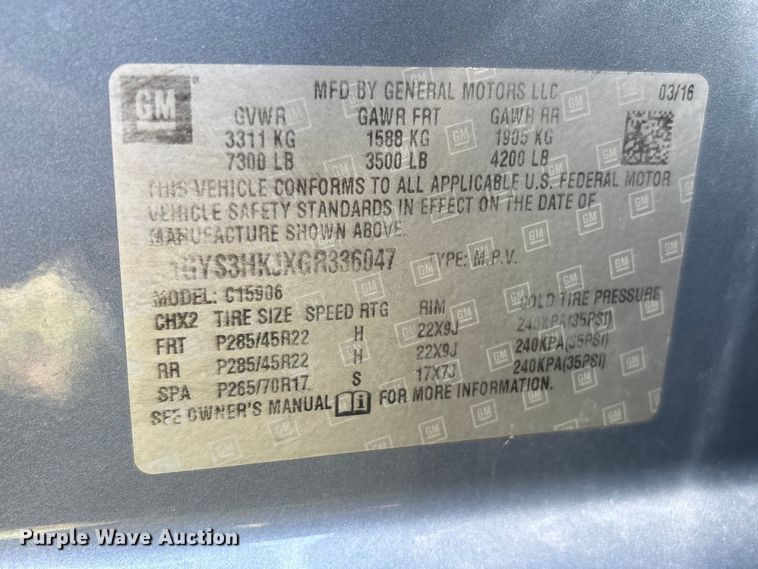 GM
MFD BY GENERAL MOTORS LLC 03/16
GVWR GAWR FRT GAWR RR
3311 KG 1588 KG 1905 KG
7300 LB 3500 LB 4200 LB
THIS VEHICLE CONFORMS TO ALL APPLICABLE U.S. FEDERAL MOTOR
VEHICLE SAFETY STANDARDS IN EFFECT ON THE DATE OF
MANUFACTURE SHOWN ABOVE.
1GYS3HKJXGR336047 TYPE: M.P.V.
MODEL: C15906
CHX2 TIRE SIZE SPEED RTG RIM COLD TIRE PRESSURE
FRT P285/45R22 H 22X9J 240KPA(35PSI)
RR P285/45R22 H 22X9J 240KPA(35PSI)
SPA P265/70R17 S 17X7J 240KPA(35PSI)
SEE OWNER'S MANUAL FOR MORE INFORMATION.
Purple Wave Auction